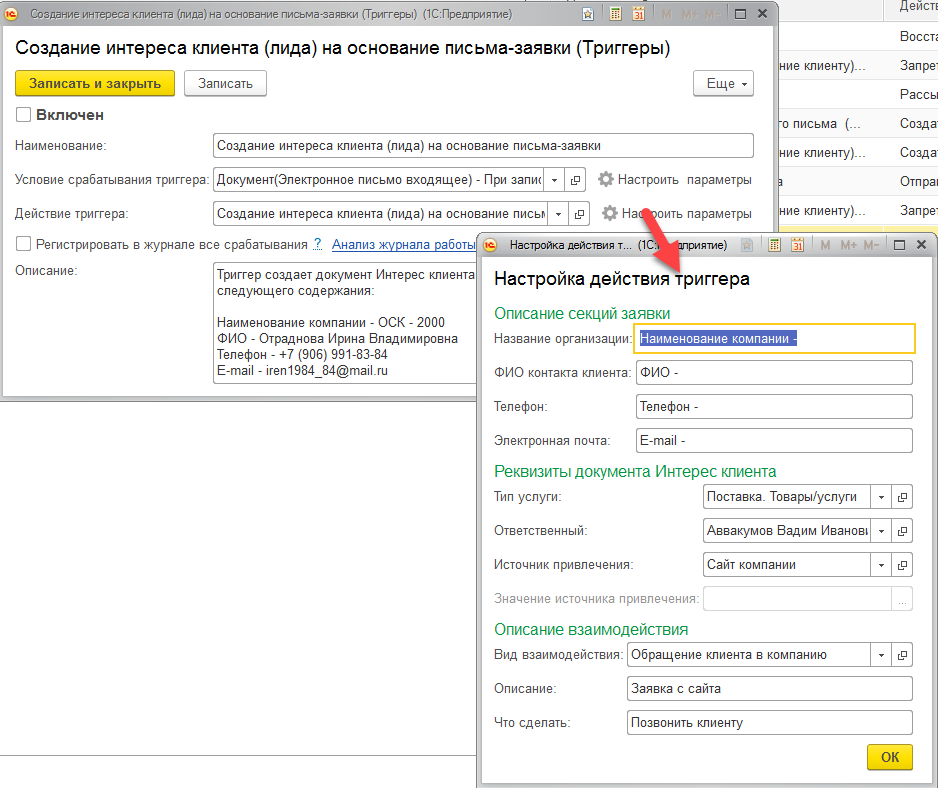 Создание интереса клиента (лида) на основание письма-заявки (Триггеры) (1С:Предприятие)
M M+ M-
Создание интереса клиента (лида) на основание письма-заявки (Триггеры)
Записать и закрыть
Записать
Еще
Включен
Наименование:
Создание интереса клиента (лида) на основание письма-заявки
Условие срабатывания триггера:
Документ(Электронное письмо входящее) - При запис
Настроить параметры
Действие триггера:
Создание интереса клиента (лида) на основание письм
Настроить параметры
Регистрировать в журнале все срабатывания ? Анализ журнала работы
Описание:
Триггер создает документ Интерес клиента
следующего содержания:
Наименование компании - ОСК - 2000
ФИО - Отраднова Ирина Владимировна
Телефон - +7 (906) 991-83-84
E-mail - iren1984_84@mail.ru
Дейст
Восста
ние клиенту)... Запрет
Рассы
го письма (... Создат
ние клиенту)... Создат
а Отпра
ние клиенту)... Запрет
Настройка действия т... (1С:Предприятие)
M M+ M-
Настройка действия триггера
Описание секций заявки
Название организации: Наименование компании -
ФИО контакта клиента: ФИО -
Телефон: Телефон -
Электронная почта: E-mail -
Реквизиты документа Интерес клиента
Тип услуги: Поставка. Товары/услуги
Ответственный: Аввакумов Вадим Иванови
Источник привлечения: Сайт компании
Значение источника привлечения: ...
Описание взаимодействия
Вид взаимодействия: Обращение клиента в компанию
Описание: Заявка с сайта
Что сделать: Позвонить клиенту
ОК